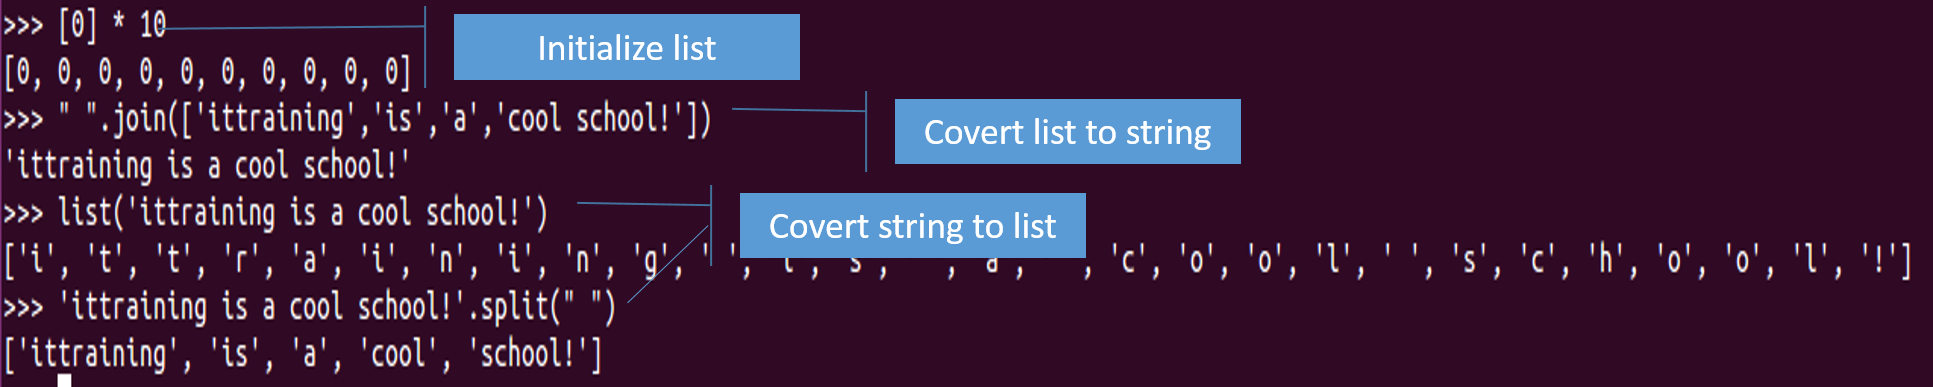 >>> [0] * 10
Initialize list
[0, 0, 0, 0, 0, 0, 0, 0, 0, 0]
>>> " ".join(['ittraining','is','a','cool school!'])
Covert list to string
'ittraining is a cool school!'
>>> list('ittraining is a cool school!')
Covert string to list
['i', 't', 't', 'r', 'a', 'i', 'n', 'i', 'n', 'g', ' ', 'i', 's', ' ', 'a', ' ', 'c', 'o', 'o', 'l', ' ', 's', 'c', 'h', 'o', 'o', 'l', '!']
>>> 'ittraining is a cool school!'.split(" ")
['ittraining', 'is', 'a', 'cool', 'school!']